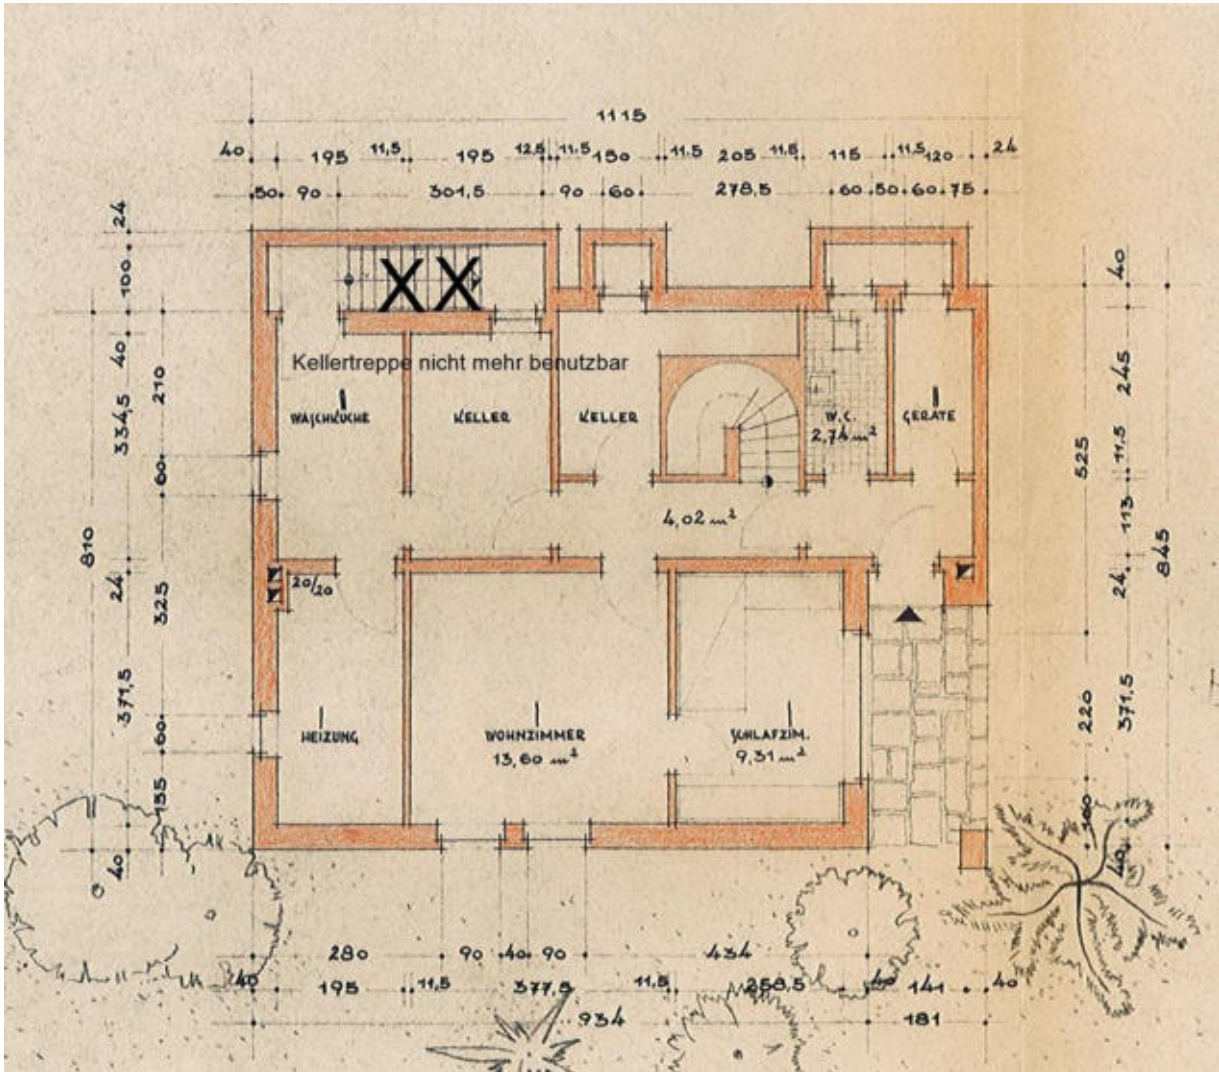 1115
40 195 11,5 195 12,5 11,5 150 11,5 205 11,5 115 11,5 120 24
50 90 301,5 90 60 278,5 60 50 60 75
24
100
40
334,5
24
371,5
40
210
60
325
60
135
810
Kellertreppe nicht mehr benutzbar
WASCHKÜCHE
KELLER
KELLER
W.C.
2,74 m²
GERÄTE
4,02 m²
20/20
HEIZUNG
WOHNZIMMER
13,60 m²
SCHLAFZIM.
9,31 m²
40
245
11,5
113
24
371,5
40
525
220
100
845
280 90 40 90 434
40 195 11,5 377,5 11,5 258,5 40 141 40
934 181